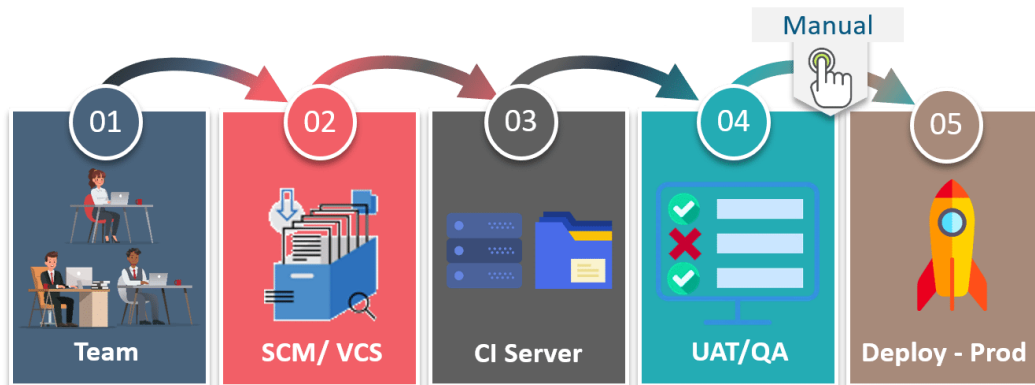 Manual
01
02
03
04
05
Team
SCM/ VCS
CI Server
UAT/QA
Deploy - Prod